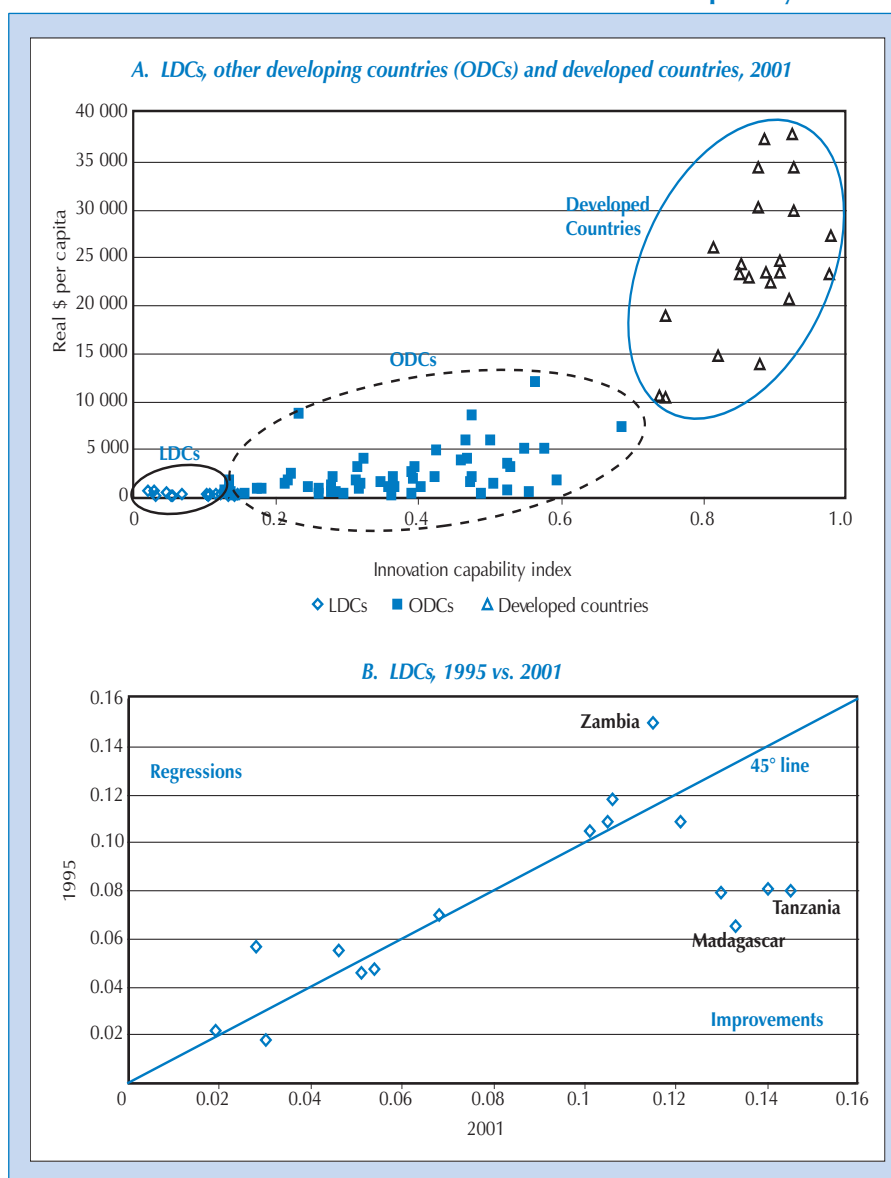 A. LDCs, other developing countries (ODCs) and developed countries, 2001
40 000
35 000
30 000
25 000
20 000
15 000
10 000
5 000
0
Real $ per capita
Developed
Countries
ODCs
LDCs
0
0.2
0.4
0.6
0.8
1.0
Innovation capability index
LDCs
ODCs
Developed countries
B. LDCs, 1995 vs. 2001
0.16
0.14
0.12
0.10
0.08
0.06
0.04
0.02
1995
Zambia
45° line
Regressions
Tanzania
Madagascar
Improvements
0
0.02
0.04
0.06
0.08
0.1
0.12
0.14
0.16
2001